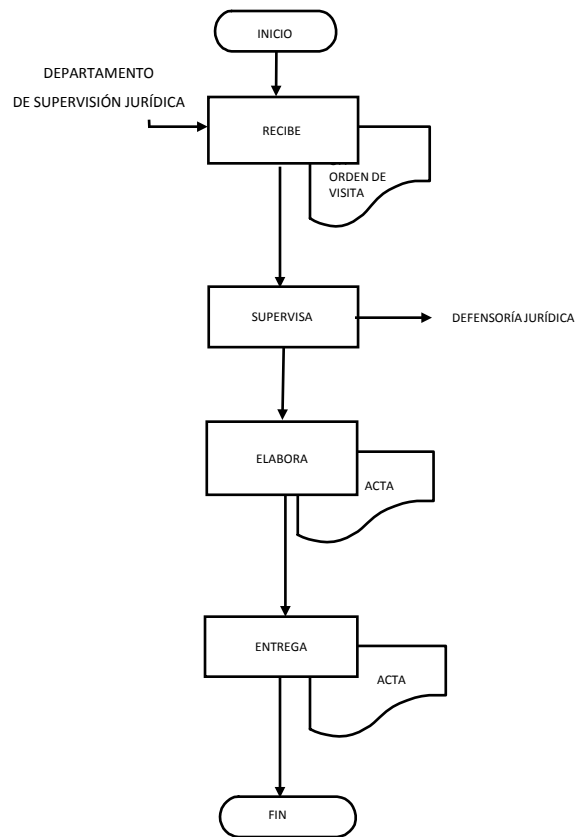 INICIO
DEPARTAMENTO
DE SUPERVISIÓN JURÍDICA
RECIBE
ORDEN DE
VISITA
SUPERVISA
DEFENSORÍA JURÍDICA
ELABORA
ACTA
ENTREGA
ACTA
FIN